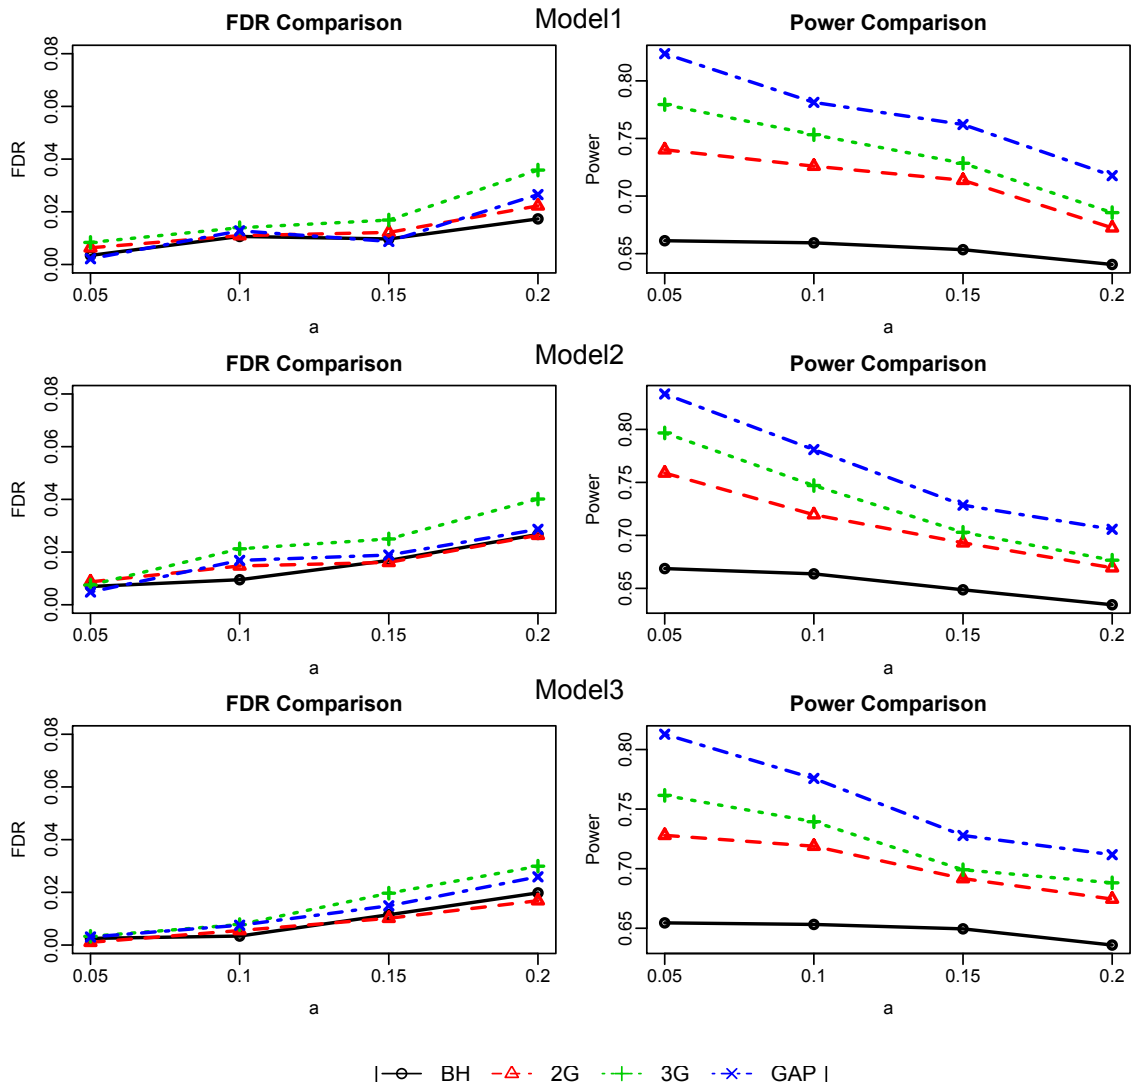 Model1
FDR Comparison
Power Comparison
FDR
0.00 0.02 0.04 0.06 0.08
0.05 0.1 0.15 0.2
a
Power
0.65 0.70 0.75 0.80
0.05 0.1 0.15 0.2
a
Model2
FDR Comparison
Power Comparison
FDR
0.00 0.02 0.04 0.06 0.08
0.05 0.1 0.15 0.2
a
Power
0.65 0.70 0.75 0.80
0.05 0.1 0.15 0.2
a
Model3
FDR Comparison
Power Comparison
FDR
0.00 0.02 0.04 0.06 0.08
0.05 0.1 0.15 0.2
a
Power
0.65 0.70 0.75 0.80
0.05 0.1 0.15 0.2
a
BH 2G 3G GAP